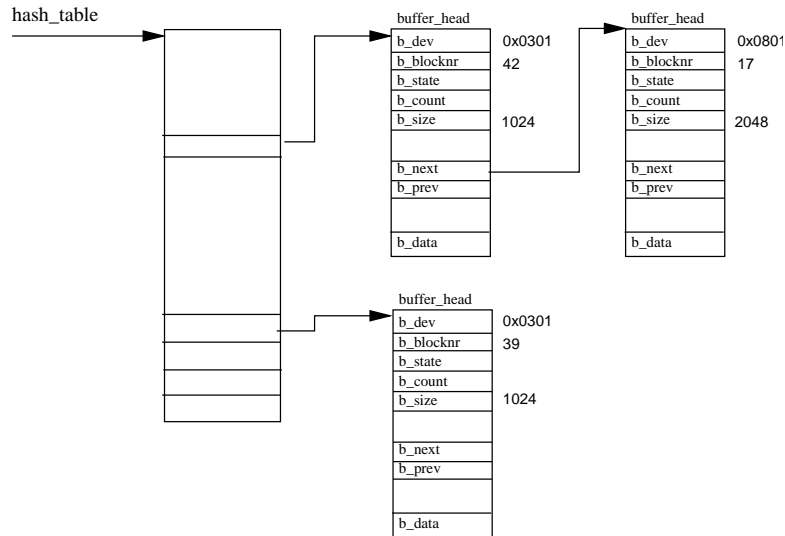 hash_table
buffer_head
b_dev 0x0301
b_blocknr 42
b_state
b_count
b_size 1024
b_next
b_prev
b_data
buffer_head
b_dev 0x0801
b_blocknr 17
b_state
b_count
b_size 2048
b_next
b_prev
b_data
buffer_head
b_dev 0x0301
b_blocknr 39
b_state
b_count
b_size 1024
b_next
b_prev
b_data